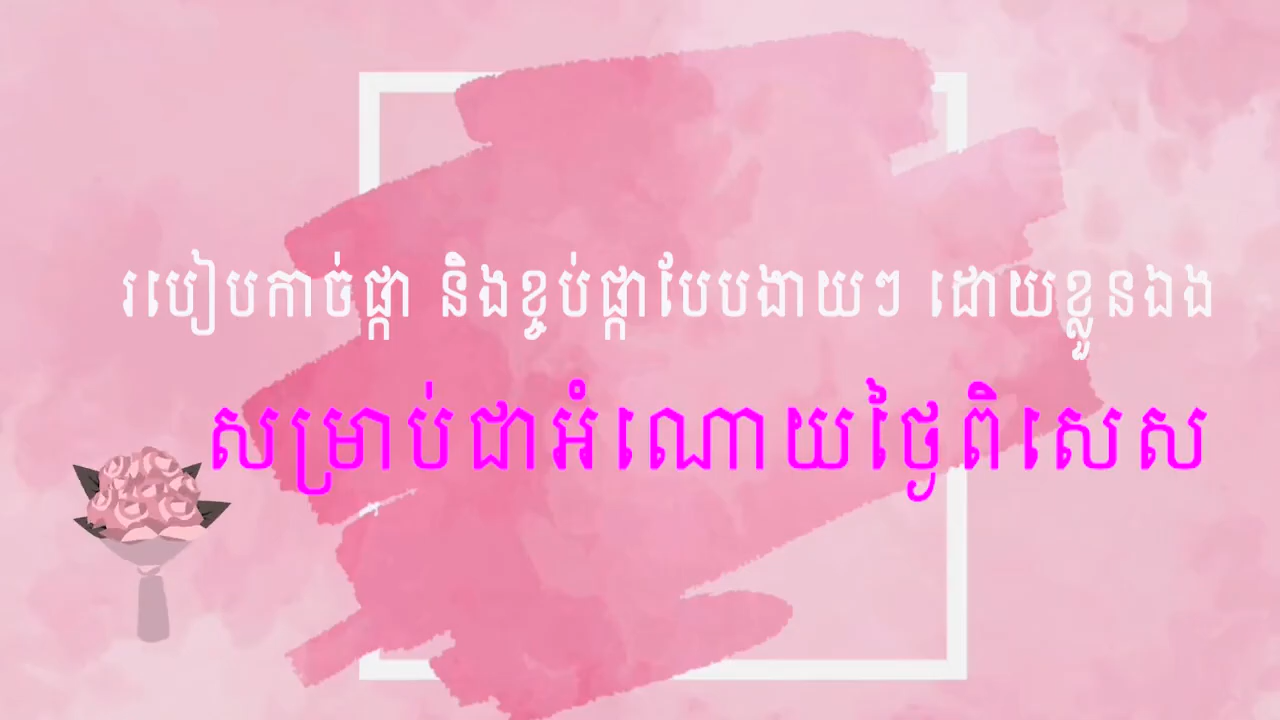 របៀបកាច់ផ្កា និងខ្ចប់ផ្កាបែបងាយៗ ដោយខ្លួនឯង
សម្រាប់ជាអំណោយថ្ងៃពិសេស